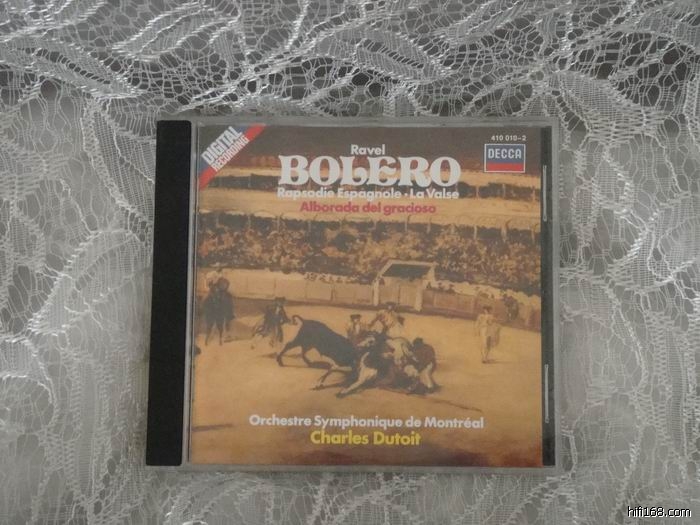 DIGITAL
RECORDING
410 010-2
DECCA
Ravel
BOLERO
Rapsodie Espagnole · La Valse
Alborada del gracioso
Orchestre Symphonique de Montréal
Charles Dutoit
hifi168.com